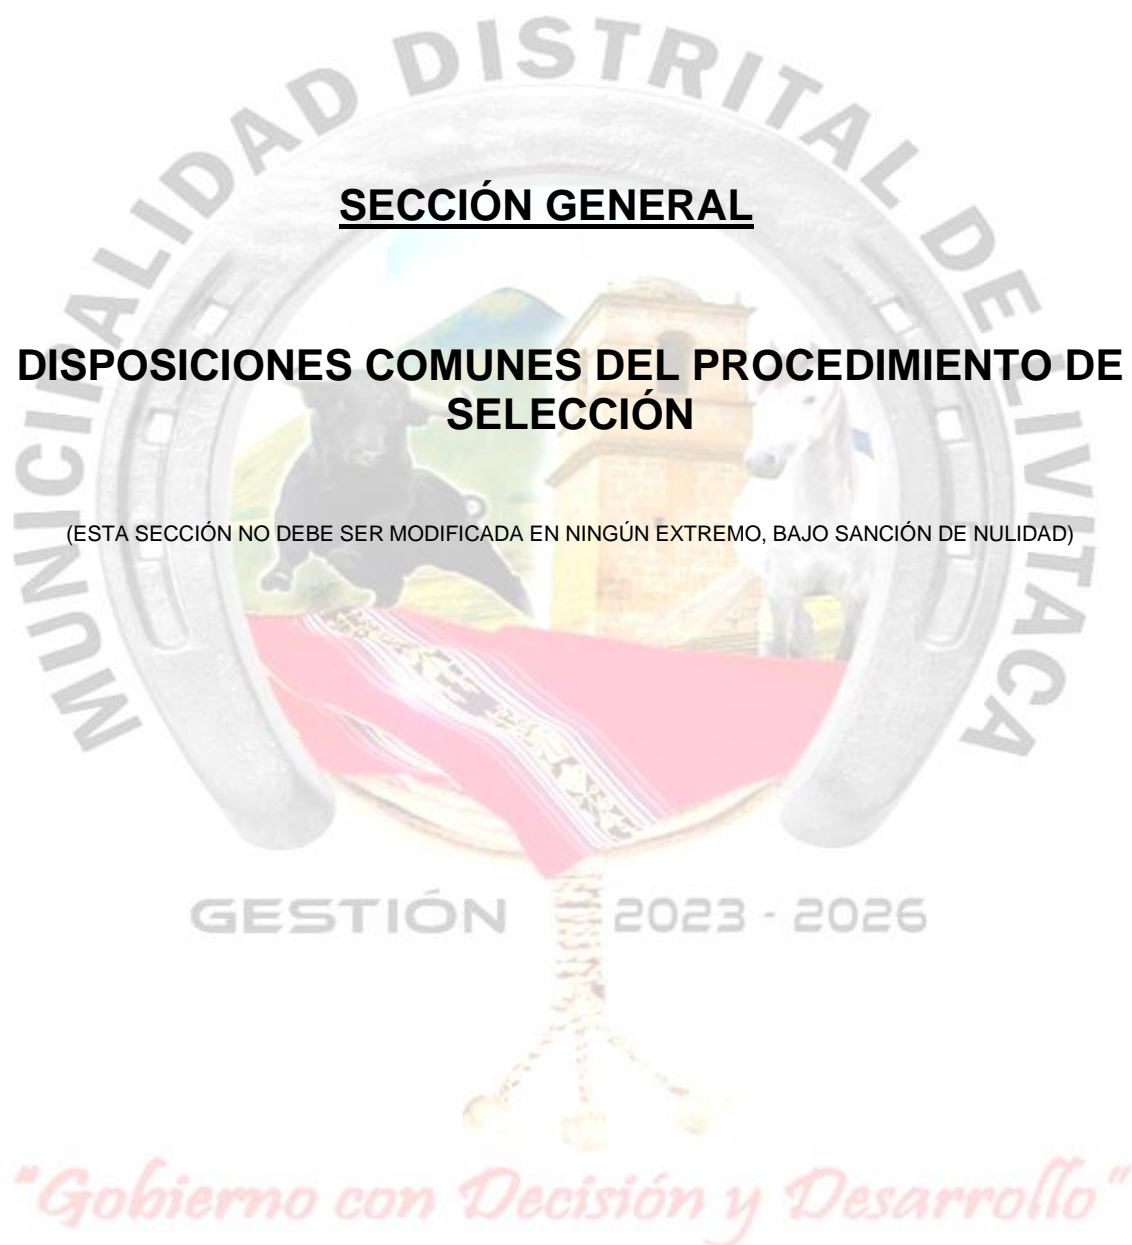 MUNICIPALIDAD DISTRITAL DE LIVITACA
SECCIÓN GENERAL
DISPOSICIONES COMUNES DEL PROCEDIMIENTO DE
SELECCIÓN
(ESTA SECCIÓN NO DEBE SER MODIFICADA EN NINGÚN EXTREMO, BAJO SANCIÓN DE NULIDAD)
GESTIÓN 2023 - 2026
"Gobierno con Decisión y Desarrollo"